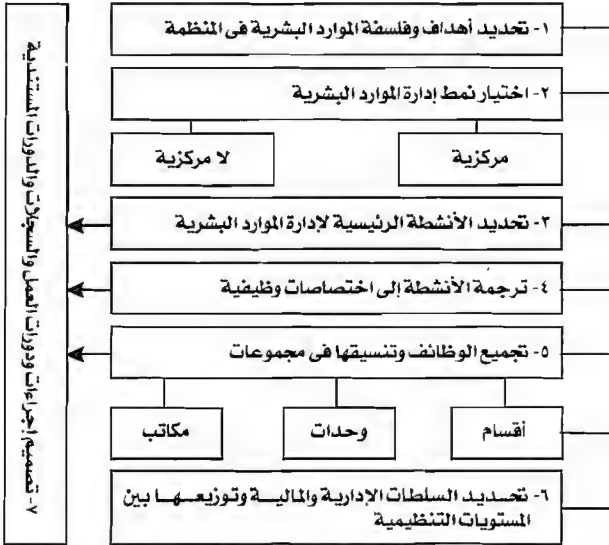 ١- تحديد أهداف وفلسفة الموارد البشرية فى المنظمة
٢- اختيار نمط إدارة الموارد البشرية
مركزية
لا مركزية
٣- تحديد الأنشطة الرئيسية لإدارة الموارد البشرية
٤- ترجمة الأنشطة إلى اختصاصات وظيفية
٥- تجميع الوظائف وتنسيقها فى مجموعات
أقسام
وحدات
مكاتب
٦- تحديد السلطات الإدارية والمالية وتوزيعها بين
المستويات التنظيمية
٧- تصميم إجراءات ودورات العمل والسجلات والدورات المستندية